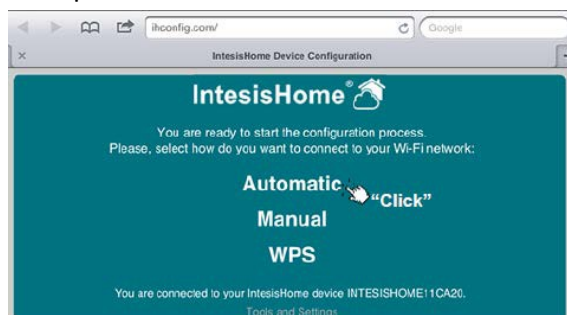 ihconfig.com/
Google
IntesisHome Device Configuration
IntesisHome®
You are ready to start the configuration process.
Please, select how do you want to connect to your Wi-Fi network:
Automatic
"Click"
Manual
WPS
You are connected to your IntesisHome device INTESISHOME11CA20.
Tools and Settings